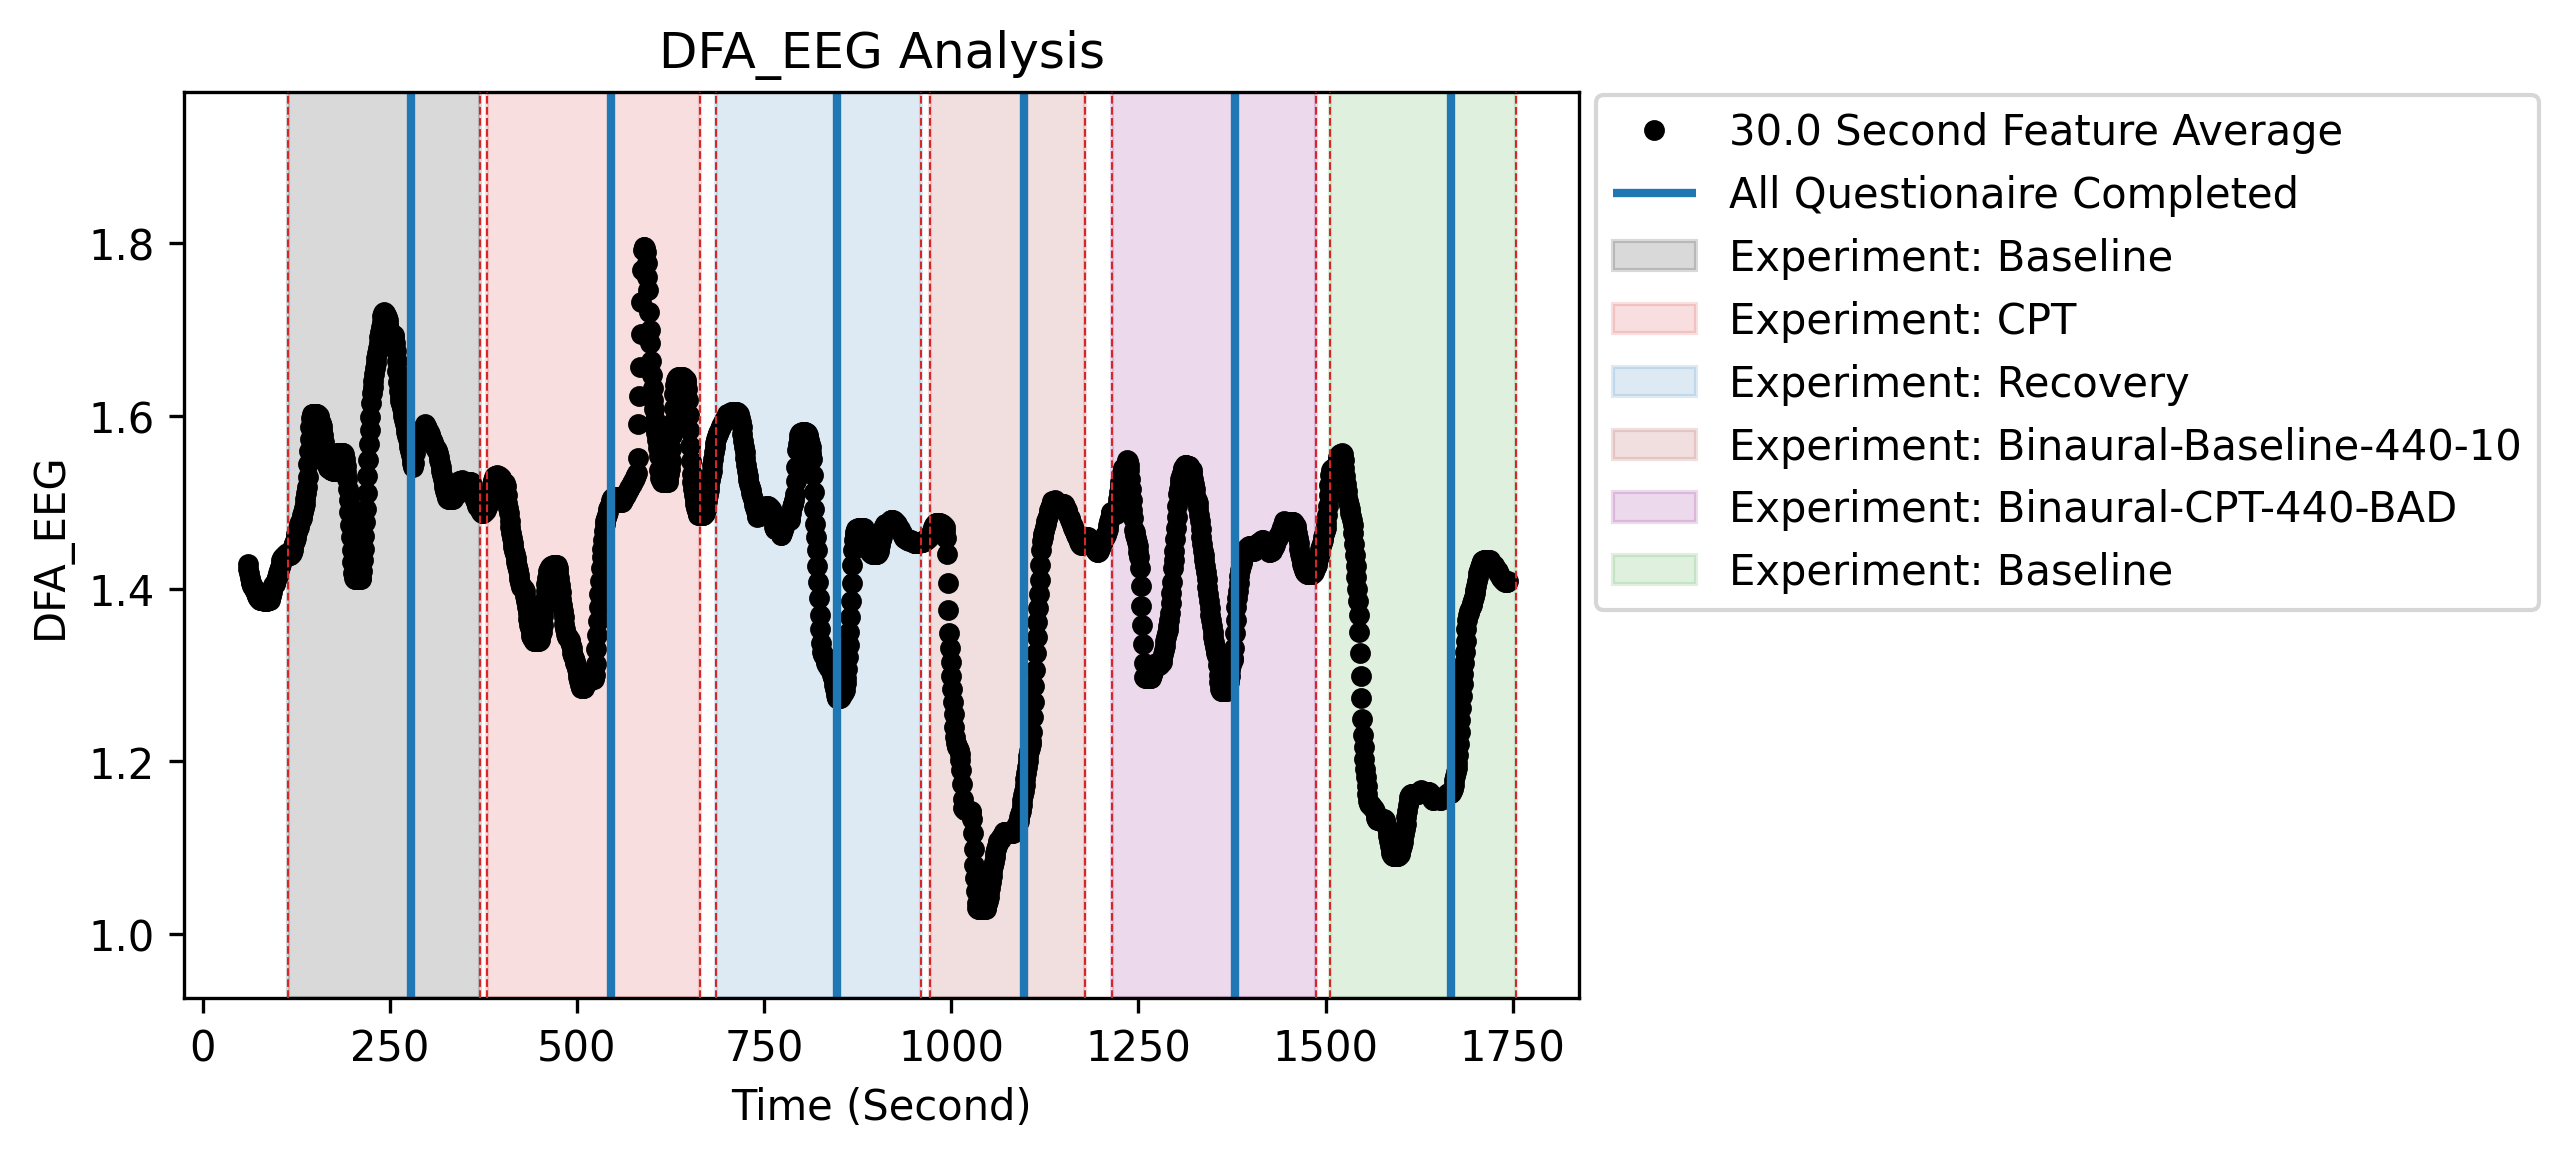 DFA_EEG Analysis
DFA_EEG
1.8
1.6
1.4
1.2
1.0
0 250 500 750 1000 1250 1500 1750
Time (Second)
30.0 Second Feature Average
All Questionaire Completed
Experiment: Baseline
Experiment: CPT
Experiment: Recovery
Experiment: Binaural-Baseline-440-10
Experiment: Binaural-CPT-440-BAD
Experiment: Baseline